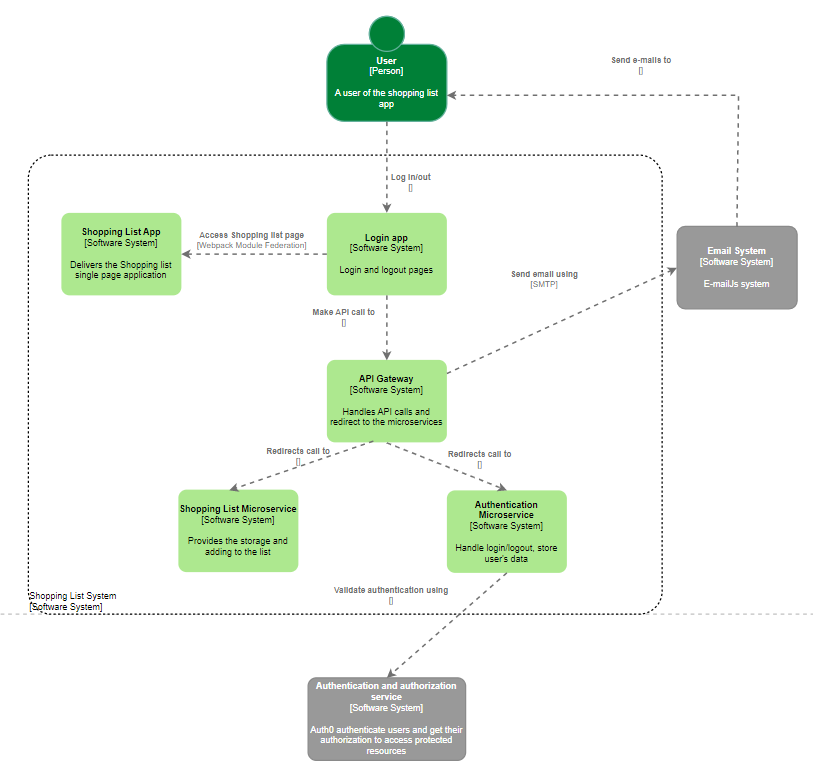 User
[Person]
A user of the shopping list
app
Send e-mails to
[]
Log in/out
[]
Shopping List App
[Software System]
Delivers the Shopping list
single page application
Access Shopping list page
[Webpack Module Federation]
Login app
[Software System]
Login and logout pages
Email System
[Software System]
E-mailJs system
Send email using
[SMTP]
Make API call to
[]
API Gateway
[Software System]
Handles API calls and
redirect to the microservices
Redirects call to
[]
Redirects call to
[]
Shopping List Microservice
[Software System]
Provides the storage and
adding to the list
Authentication
Microservice
[Software System]
Handle login/logout, store
user's data
Shopping List System
[Software System]
Validate authentication using
[]
Authentication and authorization
service
[Software System]
Auth0 authenticate users and get their
authorization to access protected
resources